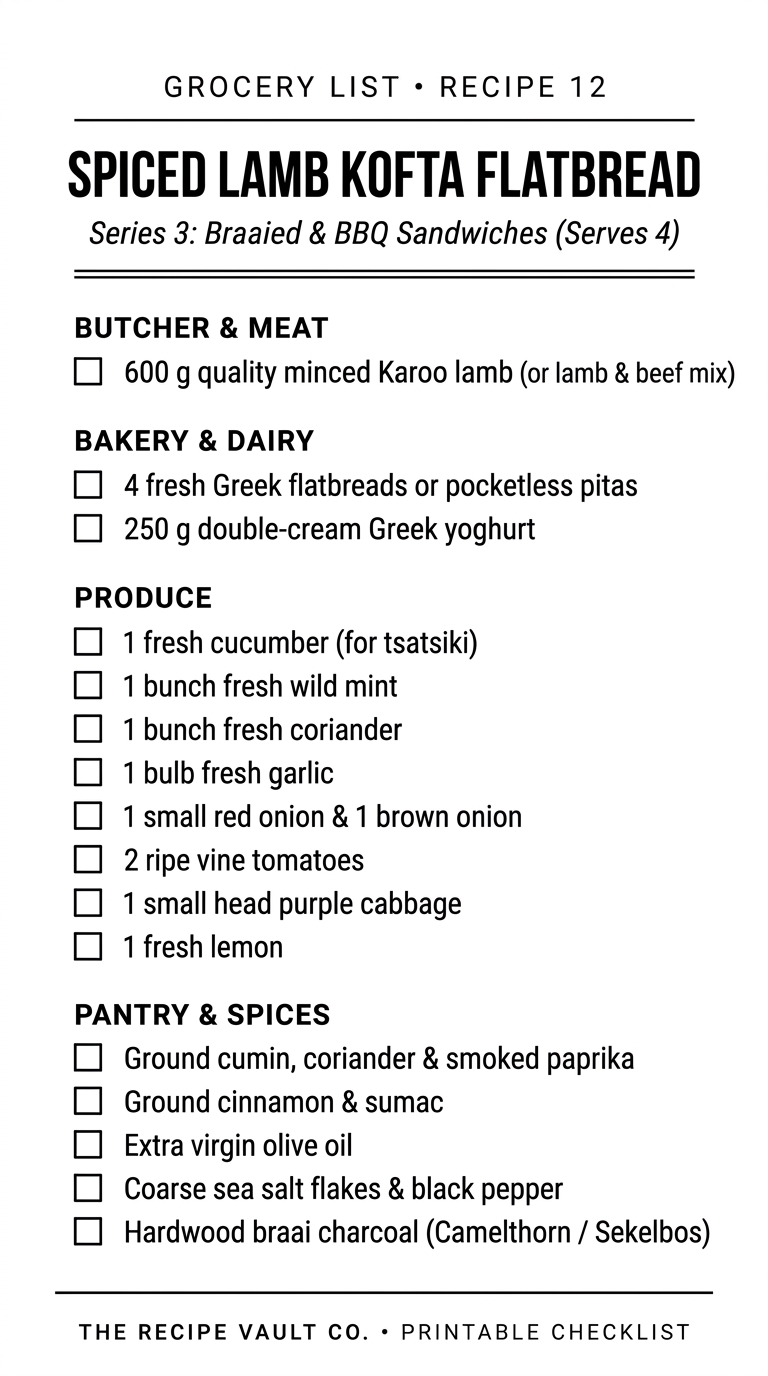 GROCERY LIST • RECIPE 12
SPICED LAMB KOFTA FLATBREAD
Series 3: Braaied & BBQ Sandwiches (Serves 4)
BUTCHER & MEAT
600 g quality minced Karoo lamb (or lamb & beef mix)
BAKERY & DAIRY
4 fresh Greek flatbreads or pocketless pitas
250 g double-cream Greek yoghurt
PRODUCE
1 fresh cucumber (for tsatsiki)
1 bunch fresh wild mint
1 bunch fresh coriander
1 bulb fresh garlic
1 small red onion & 1 brown onion
2 ripe vine tomatoes
1 small head purple cabbage
1 fresh lemon
PANTRY & SPICES
Ground cumin, coriander & smoked paprika
Ground cinnamon & sumac
Extra virgin olive oil
Coarse sea salt flakes & black pepper
Hardwood braai charcoal (Camelthorn / Sekelbos)
THE RECIPE VAULT CO. • PRINTABLE CHECKLIST